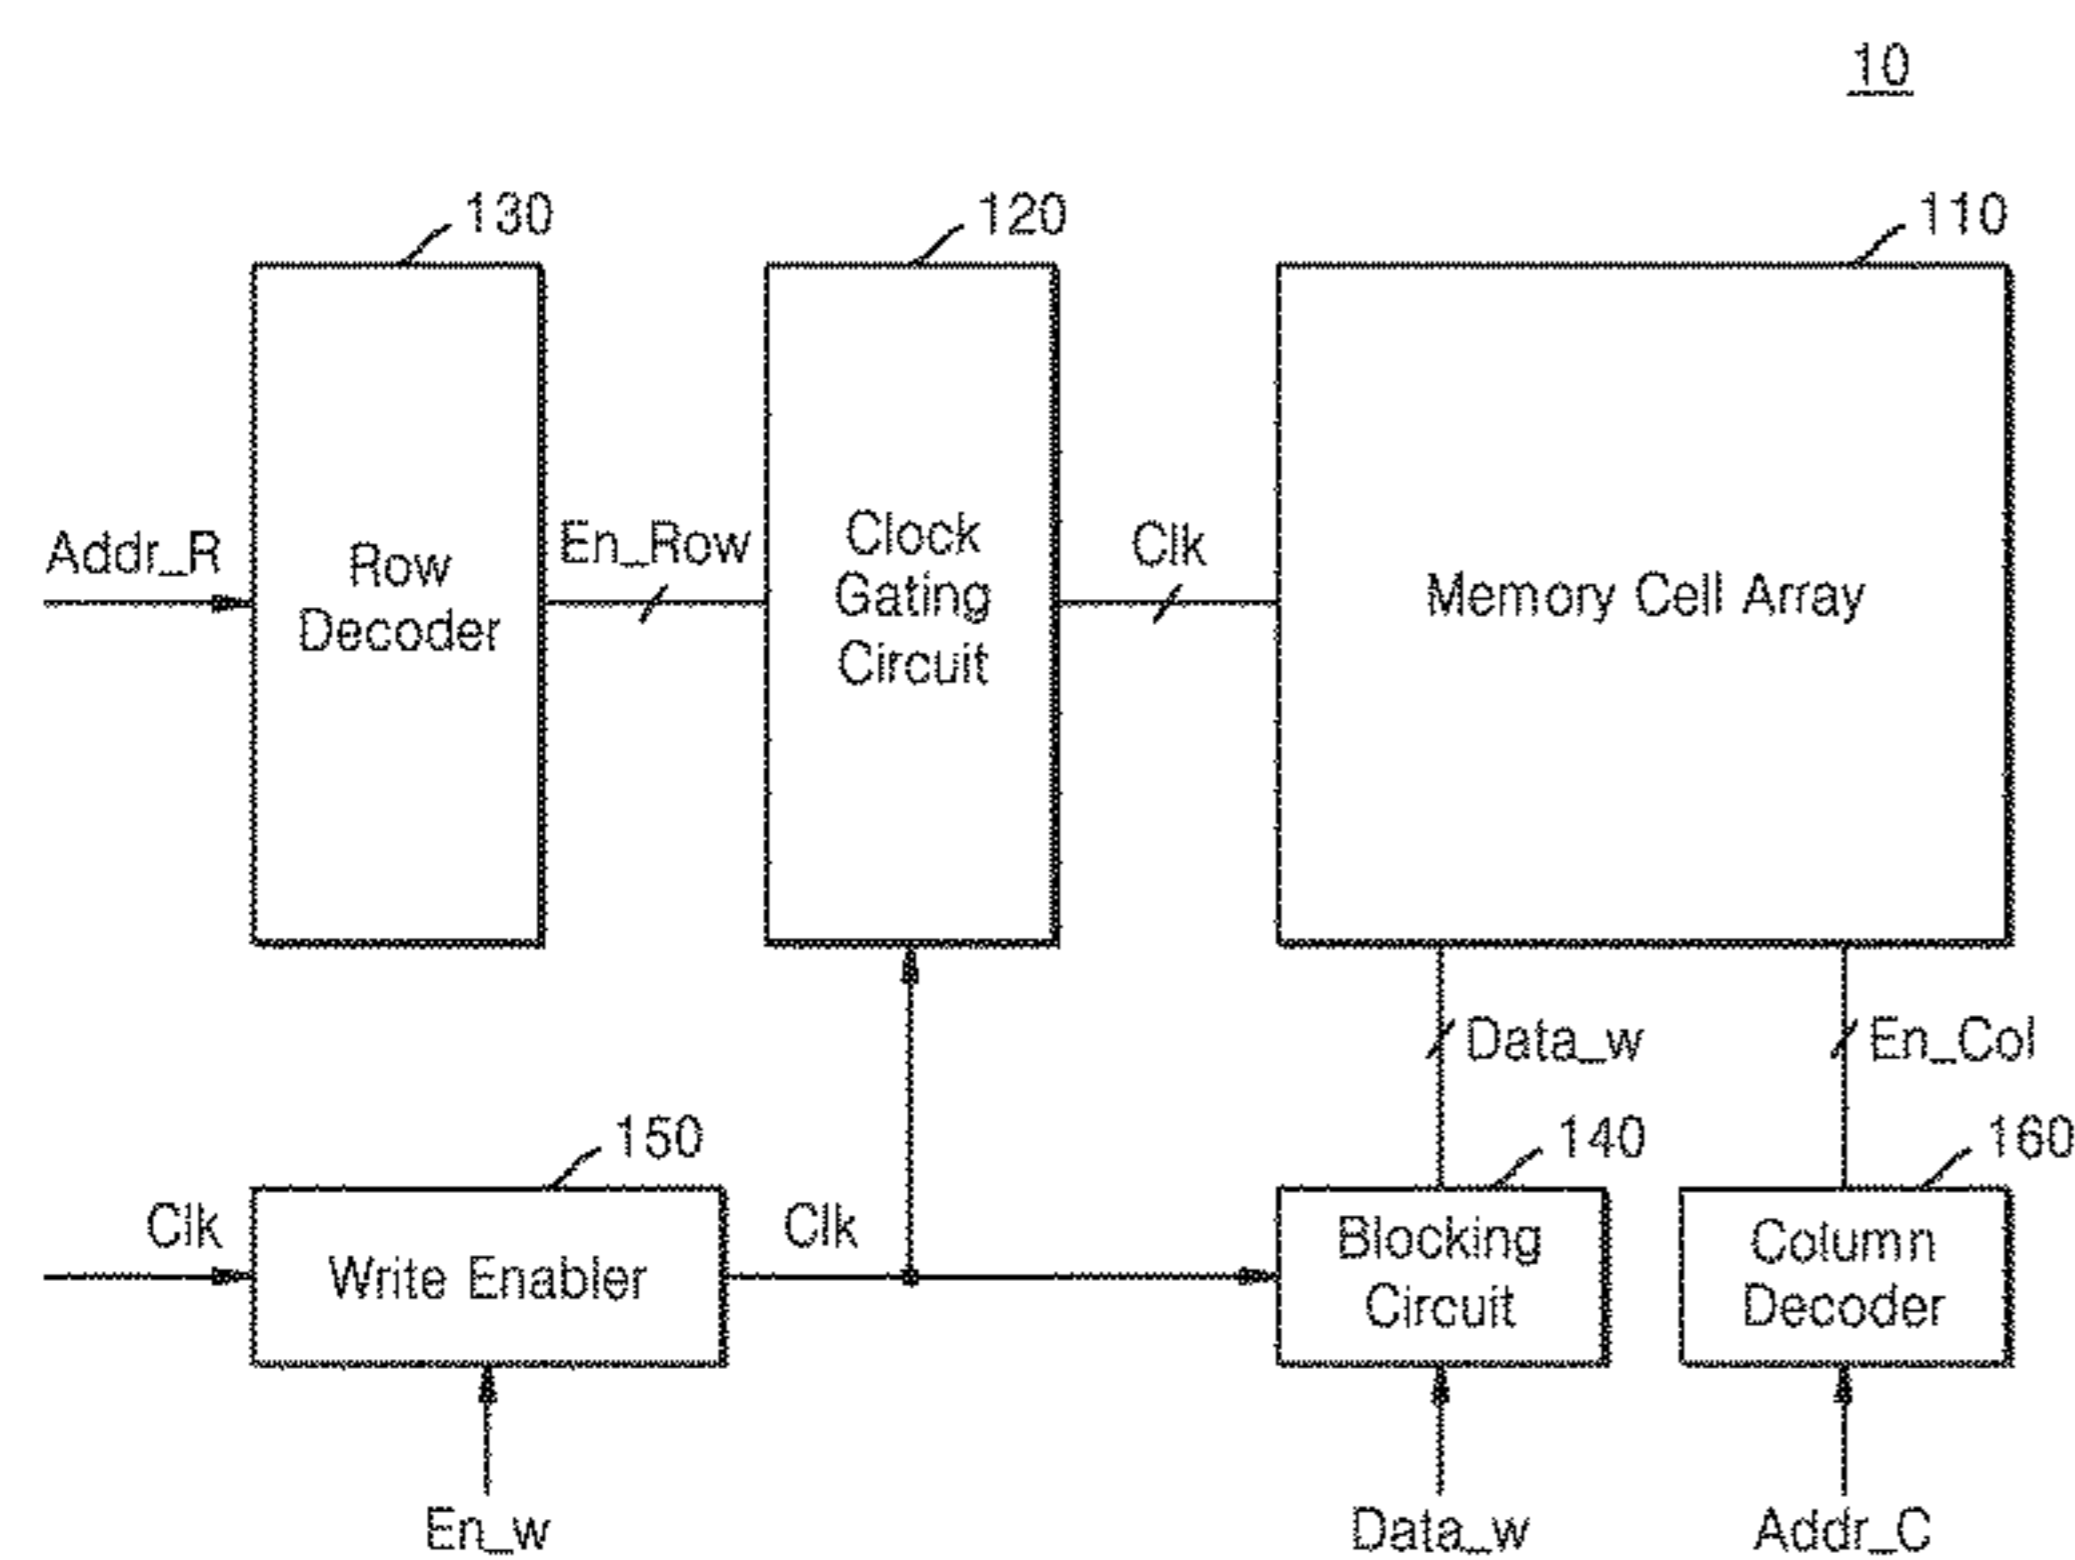 10
130
120
110
Addr_R
Row
Decoder
En_Row
Clock
Gating
Circuit
Clk
Memory Cell Array
Data_w
En_Col
150
140
160
Clk
Write Enabler
Clk
Blocking
Circuit
Column
Decoder
En_w
Data_w
Addr_C